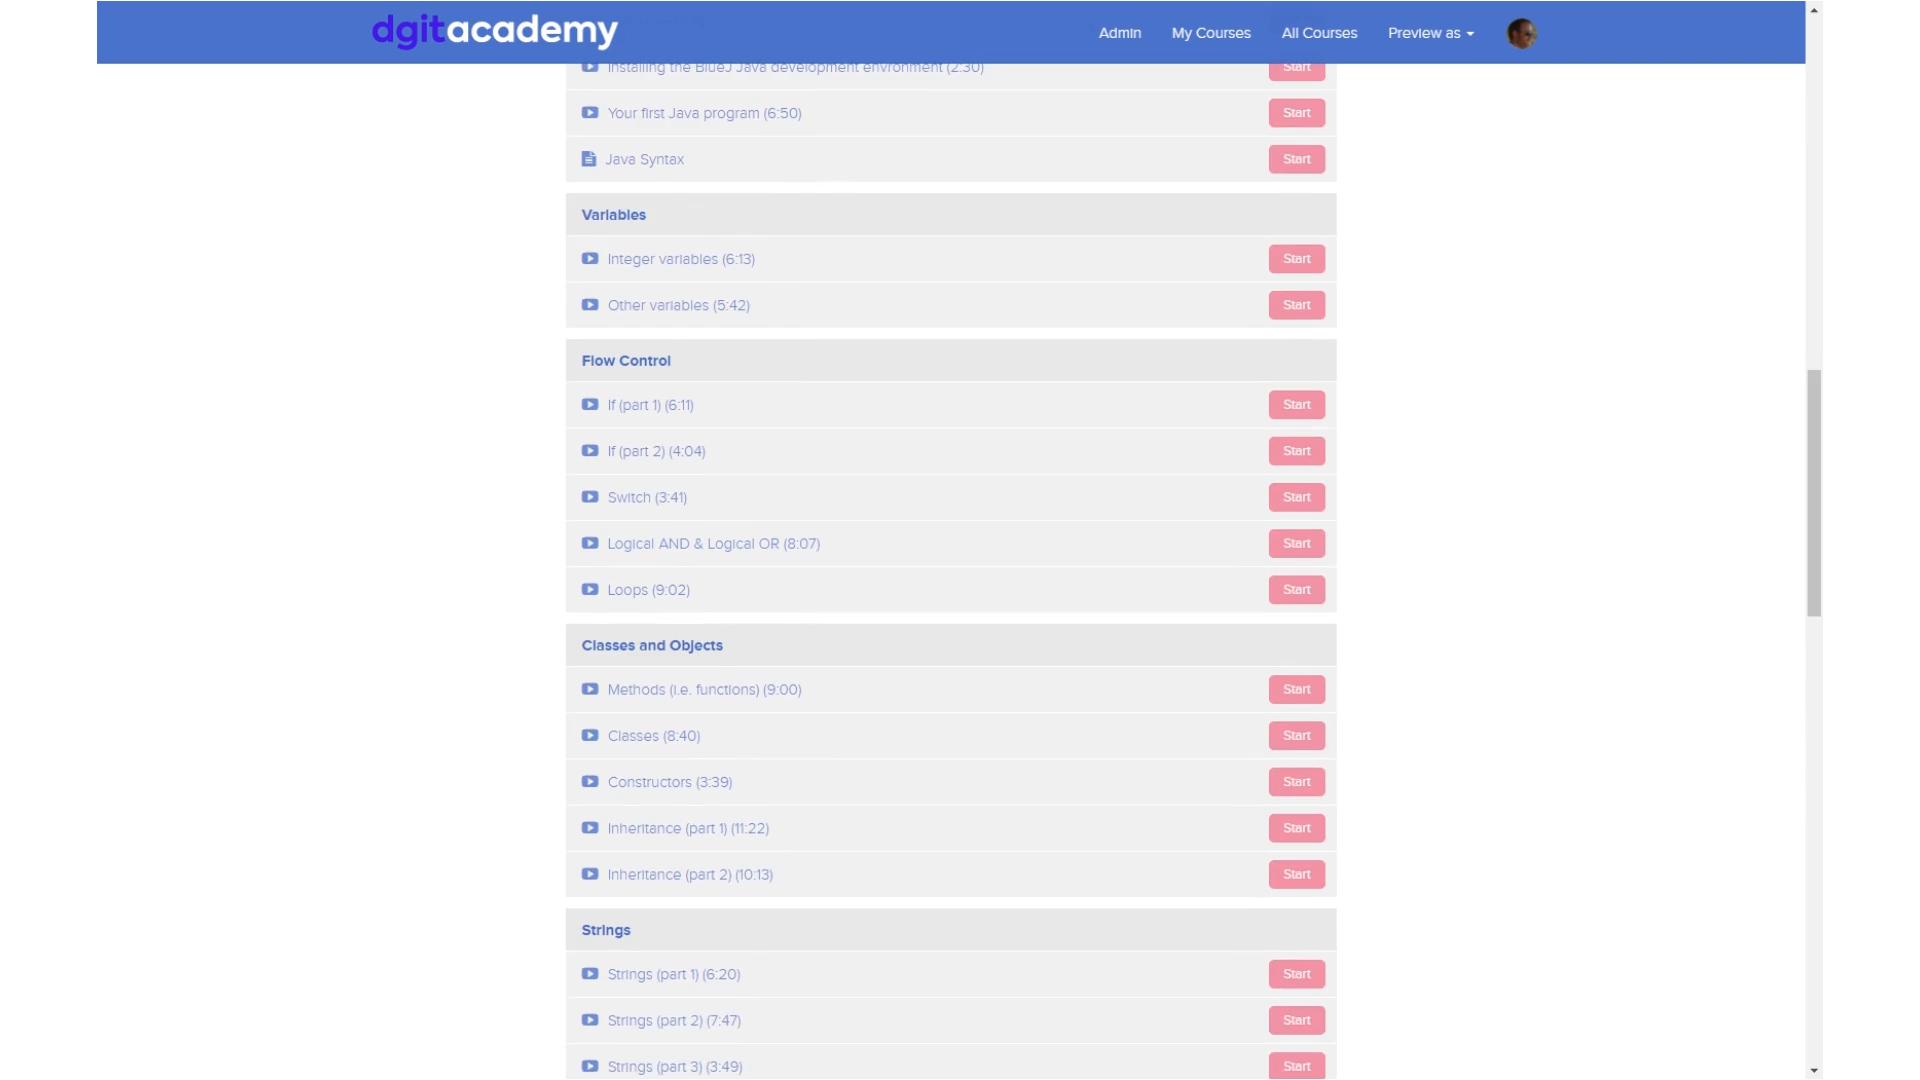 dgitacademy
Admin My Courses All Courses Preview as
Installing the BlueJ Java development envronment (2:30) Start
Your first Java program (6:50) Start
Java Syntax Start
Variables
Integer variables (6:13) Start
Other variables (5:42) Start
Flow Control
If (part 1) (6:11) Start
If (part 2) (4:04) Start
Switch (3:41) Start
Logical AND & Logical OR (8:07) Start
Loops (9:02) Start
Classes and Objects
Methods (i.e. functions) (9:00) Start
Classes (8:40) Start
Constructors (3:39) Start
Inheritance (part 1) (11:22) Start
Inheritance (part 2) (10:13) Start
Strings
Strings (part 1) (6:20) Start
Strings (part 2) (7:47) Start
Strings (part 3) (3:49) Start